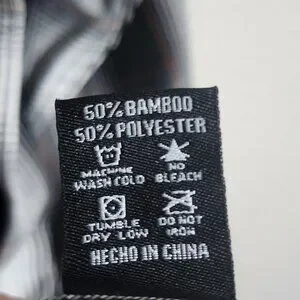 50% BAMBOO
50% POLYESTER
MACHINE WASH COLD
NO BLEACH
TUMBLE DRY LOW
DO NOT IRON
HECHO IN CHINA